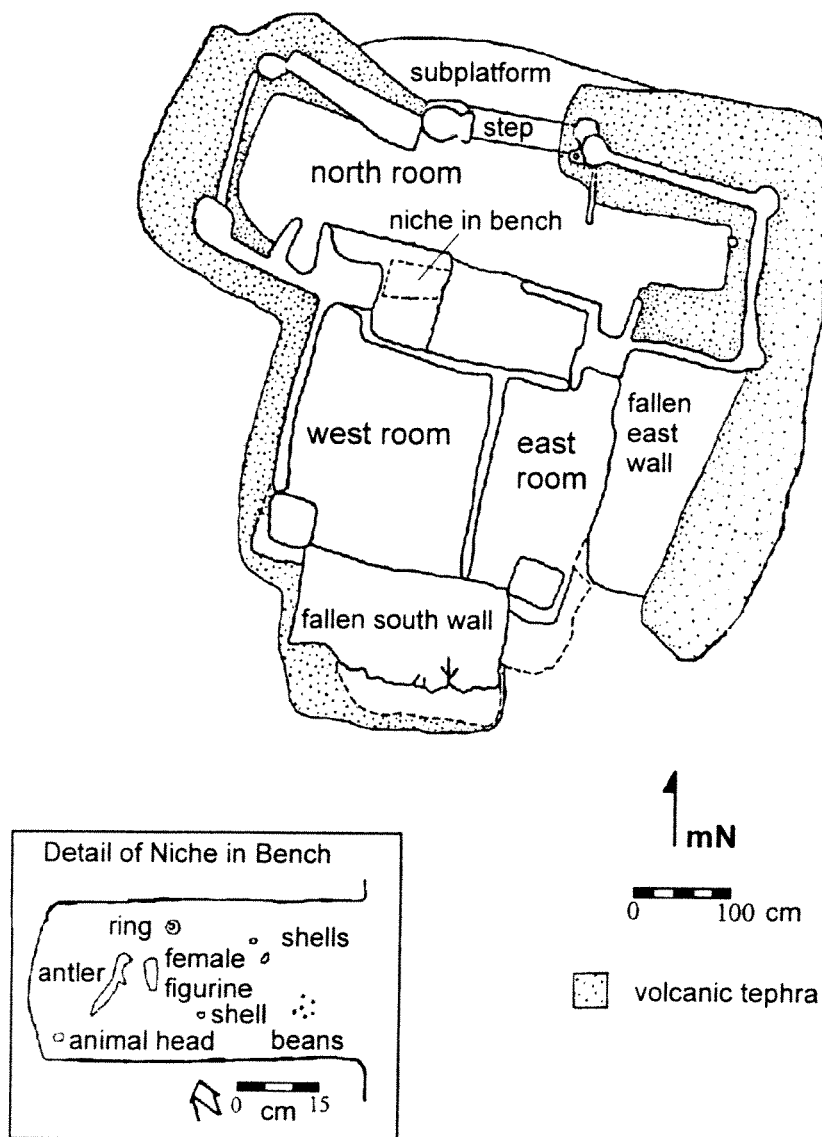 subplatform
step
north room
niche in bench
west room
east
room
fallen
east
wall
fallen south wall
mN
0 100 cm
volcanic tephra
Detail of Niche in Bench
ring
shells
antler
female
figurine
shell
animal head
beans
N
0 cm 15